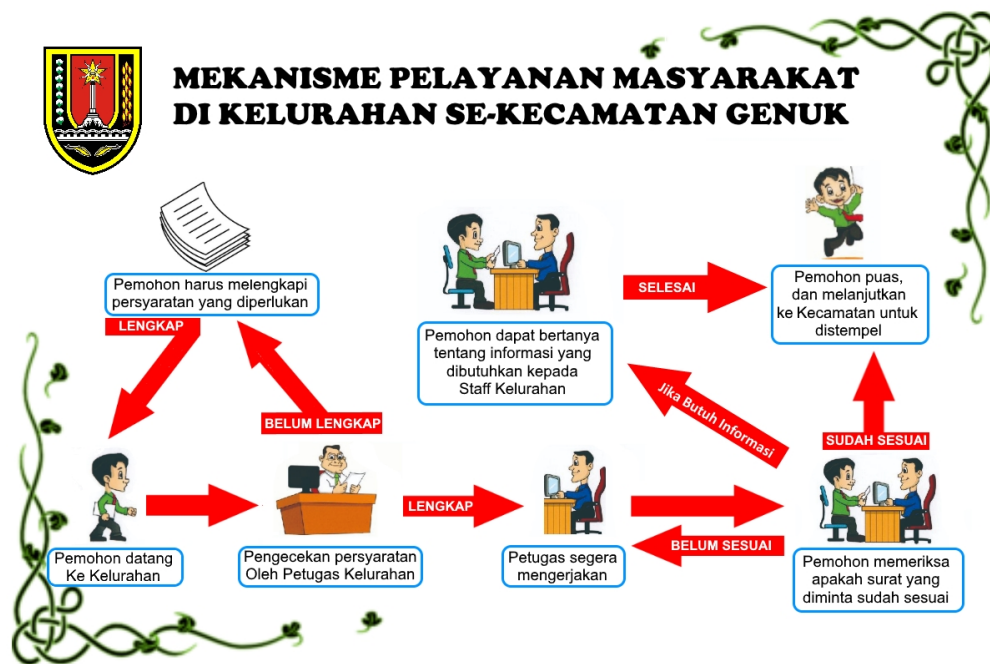 MEKANISME PELAYANAN MASYARAKAT
DI KELURAHAN SE-KECAMATAN GENUK
Pemohon harus melengkapi
persyaratan yang diperlukan
LENGKAP
BELUM LENGKAP
Pemohon datang
Ke Kelurahan
Pengecekan persyaratan
Oleh Petugas Kelurahan
LENGKAP
Petugas segera
mengerjakan
BELUM SESUAI
Pemohon memeriksa
apakah surat yang
diminta sudah sesuai
Jika Butuh Informasi
Pemohon dapat bertanya
tentang informasi yang
dibutuhkan kepada
Staff Kelurahan
SELESAI
SUDAH SESUAI
Pemohon puas,
dan melanjutkan
ke Kecamatan untuk
distempel